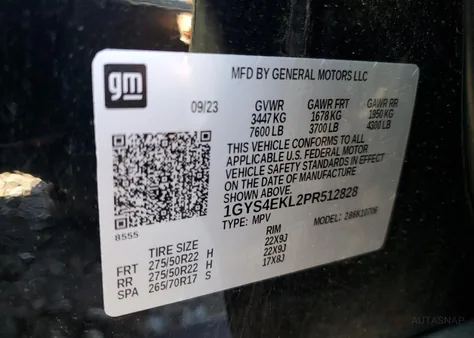 gm
MFD BY GENERAL MOTORS LLC
09/23 GVWR GAWR FRT GAWR RR
3447 KG 1678 KG 1950 KG
7600 LB 3700 LB 4300 LB
THIS VEHICLE CONFORMS TO ALL
APPLICABLE U.S. FEDERAL MOTOR
VEHICLE SAFETY STANDARDS IN EFFECT
ON THE DATE OF MANUFACTURE
SHOWN ABOVE.
1GYS4EKL2PR512828
TYPE: MPV MODEL:
8555
TIRE SIZE RIM
FRT 275/50R22 H 22X9J
RR 275/50R22 H 22X9J
SPA 265/70R17 S 17X8J
AUTASNAP